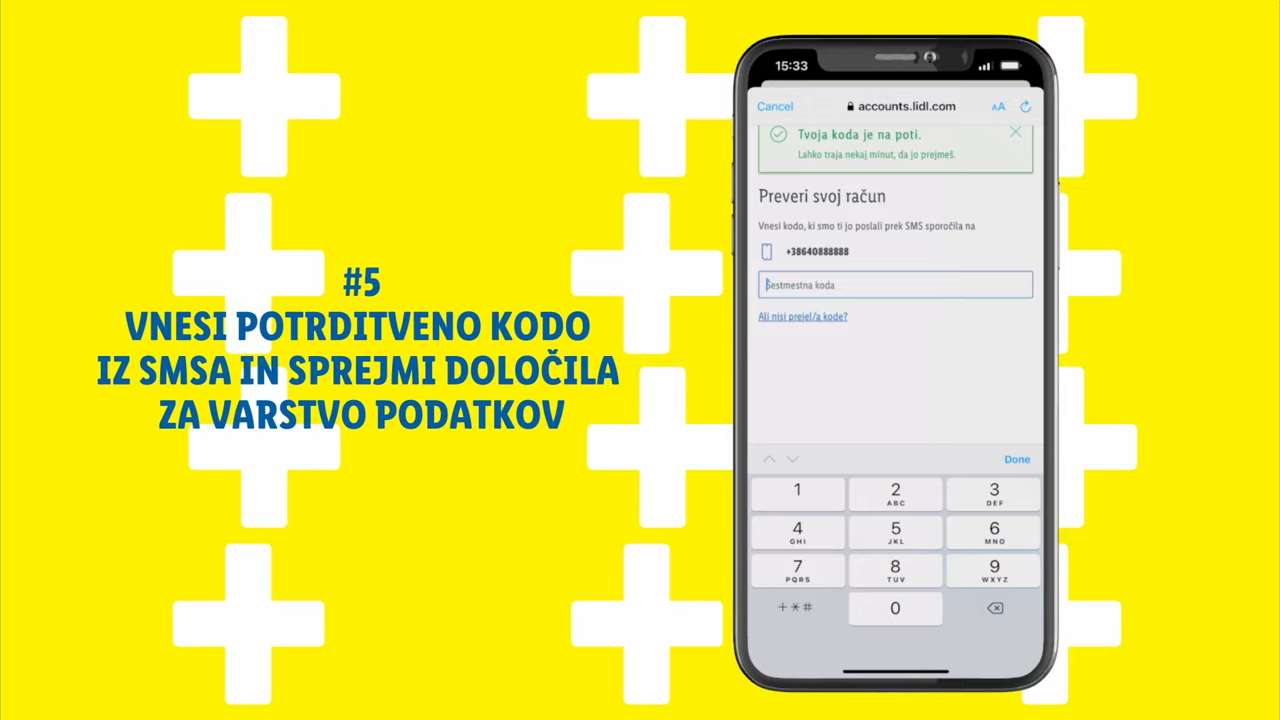 #5
VNESI POTRDITVENO KODO
IZ SMSA IN SPREJMI DOLOČILA
ZA VARSTVO PODATKOV
15:33
Cancel
accounts.lidl.com
AA
Tvoja koda je na poti.
Lahko traja nekaj minut, da jo prejmeš.
Preveri svoj račun
Vnesi kodo, ki smo ti jo poslali prek SMS sporočila na
+38640888888
Šestmestna koda
Ali nisi prejel/a kode?
Done
1
2
ABC
3
DEF
4
GHI
5
JKL
6
MNO
7
PQRS
8
TUV
9
WXYZ
+*#
0